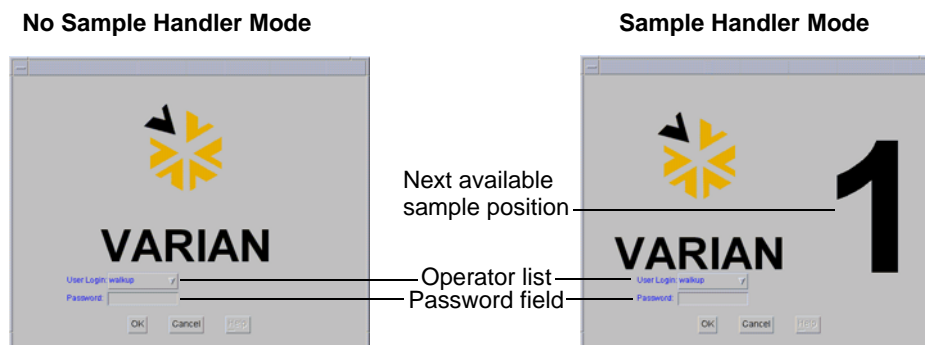 No Sample Handler Mode
Sample Handler Mode
VARIAN
User Login: walkup
Password:
OK Cancel Help
Next available
sample position
Operator list
Password field
1
VARIAN
User Login: walkup
Password:
OK Cancel Help